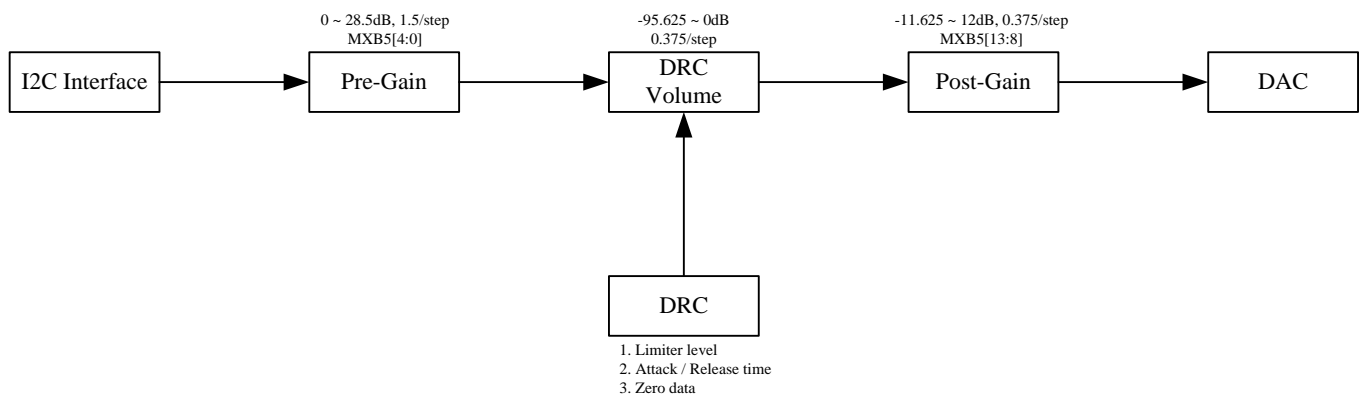 0 ~ 28.5dB, 1.5/step
MXB5[4:0]
-95.625 ~ 0dB
0.375/step
-11.625 ~ 12dB, 0.375/step
MXB5[13:8]
I2C Interface
Pre-Gain
DRC
Volume
Post-Gain
DAC
DRC
1. Limiter level
2. Attack / Release time
3. Zero data